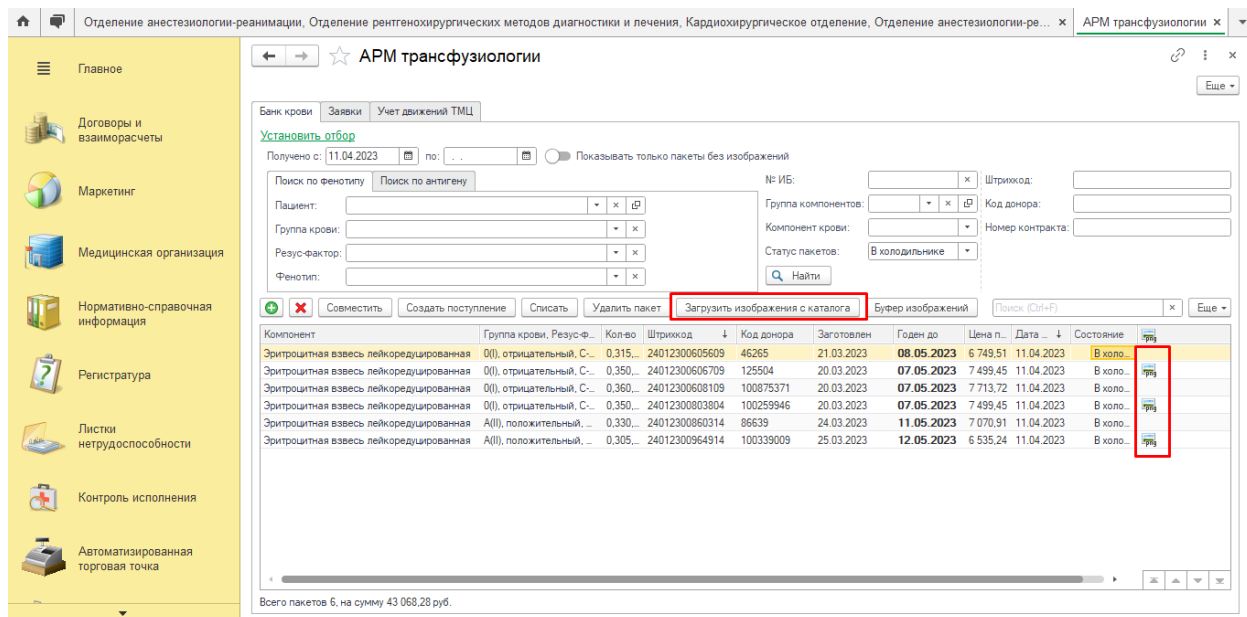 Отделение анестезиологии-реанимации, Отделение рентгенохирургических методов диагностики и лечения, Кардиохирургическое отделение, Отделение анестезиологии-ре... × АРМ трансфузиологии ×
Главное
Договоры и
взаиморасчеты
Маркетинг
Медицинская организация
Нормативно-справочная
информация
Регистратура
Листки
нетрудоспособности
Контроль исполнения
Автоматизированная
торговая точка
АРМ трансфузиологии
Еще
Банк крови Заявки Учет движений ТМЦ
Установить отбор
Получено с: 11.04.2023 по: . . Показывать только пакеты без изображений
Поиск по фенотипу Поиск по антигену № ИБ: Штрихкод:
Пациент: Группа компонентов: Код донора:
Группа крови: Компонент крови: Номер контракта:
Резус-фактор: Статус пакетов: В холодильнике
Фенотип: Найти
Совместить Создать поступление Списать Удалить пакет Загрузить изображения с каталога Буфер изображений Поиск (Ctrl+F) × Еще
Компонент Группа крови, Резус-Ф... Кол-во Штрихкод ↓ Код донора Заготовлен Годен до Цена п... Дата ... ↓ Состояние png
Эритроцитная взвесь лейкоредуцированная 0(I), отрицательный, C-... 0,315,... 24012300605609 46265 21.03.2023 08.05.2023 6 749,51 11.04.2023 В холо...
Эритроцитная взвесь лейкоредуцированная 0(I), отрицательный, C-... 0,350,... 24012300606709 125504 20.03.2023 07.05.2023 7 499,45 11.04.2023 В холо... png
Эритроцитная взвесь лейкоредуцированная 0(I), отрицательный, C-... 0,360,... 24012300608109 100875371 20.03.2023 07.05.2023 7 713,72 11.04.2023 В холо...
Эритроцитная взвесь лейкоредуцированная 0(I), отрицательный, C-... 0,350,... 24012300803804 100259946 20.03.2023 07.05.2023 7 499,45 11.04.2023 В холо... png
Эритроцитная взвесь лейкоредуцированная A(II), положительный, ... 0,330,... 24012300860314 86639 24.03.2023 11.05.2023 7 070,91 11.04.2023 В холо...
Эритроцитная взвесь лейкоредуцированная A(II), положительный, ... 0,305,... 24012300964914 100339009 25.03.2023 12.05.2023 6 535,24 11.04.2023 В холо... png
Всего пакетов 6, на сумму 43 068,28 руб.